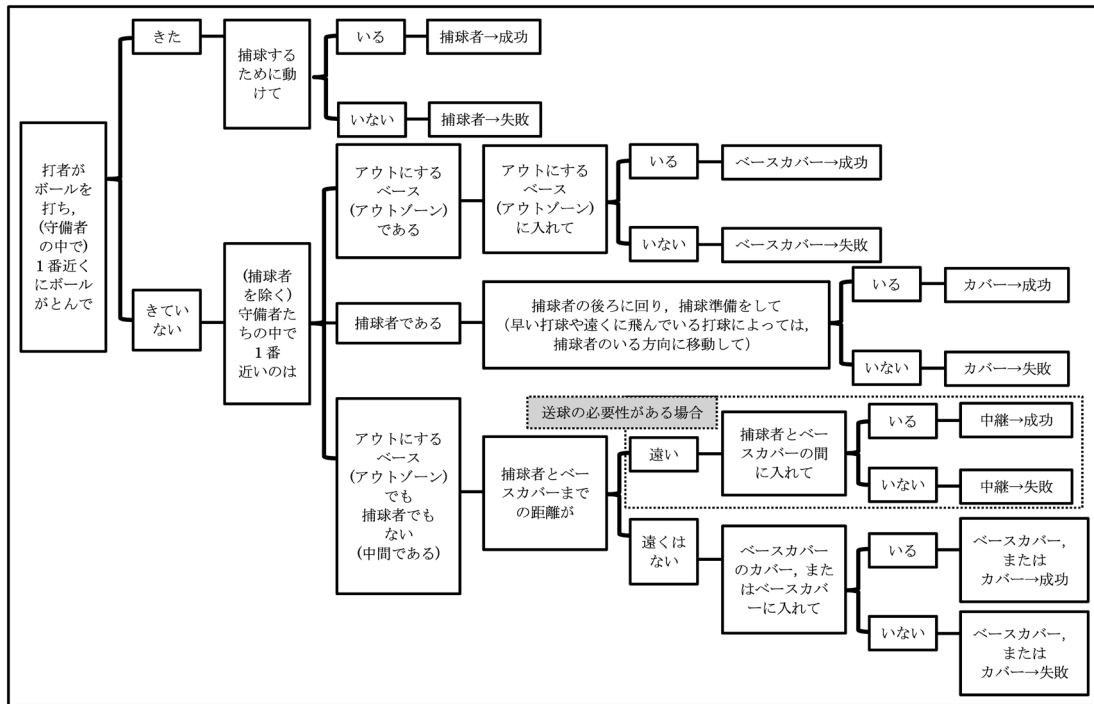 打者が
ボールを
打ち，
(守備者
の中で)
１番近く
にボール
がとんで
きた
捕球する
ために動
けて
いる
捕球者→成功
いない
捕球者→失敗
きてい
ない
(捕球者
を除く)
守備者た
ちの中で
１番
近いのは
アウトにする
ベース
(アウトゾーン)
である
アウトにする
ベース
(アウトゾーン)
に入れて
いる
ベースカバー→成功
いない
ベースカバー→失敗
捕球者である
捕球者の後ろに回り，捕球準備をして
(早い打球や遠くに飛んでいる打球によっては，
捕球者のいる方向に移動して)
いる
カバー→成功
いない
カバー→失敗
アウトにする
ベース
(アウトゾーン)
でも
捕球者でも
ない
(中間である)
捕球者とベー
スカバーまで
の距離が
送球の必要性がある場合
遠い
捕球者とベー
スカバーの間
に入れて
いる
中継→成功
いない
中継→失敗
遠くは
ない
ベースカバー
のカバー，また
はベースカバ
ーに入れて
いる
ベースカバー，
または
カバー→成功
いない
ベースカバー，
または
カバー→失敗